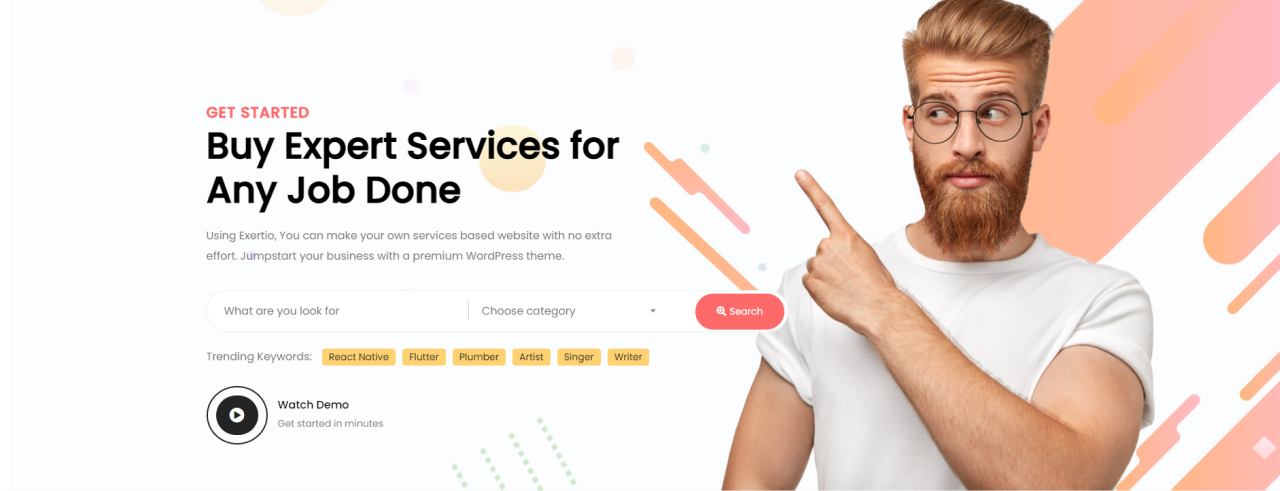 GET STARTED
Buy Expert Services for
Any Job Done
Using Exertio, You can make your own services based website with no extra
effort. Jumpstart your business with a premium WordPress theme.
What are you look for
Choose category
Search
Trending Keywords: React Native Flutter Plumber Artist Singer Writer
Watch Demo
Get started in minutes